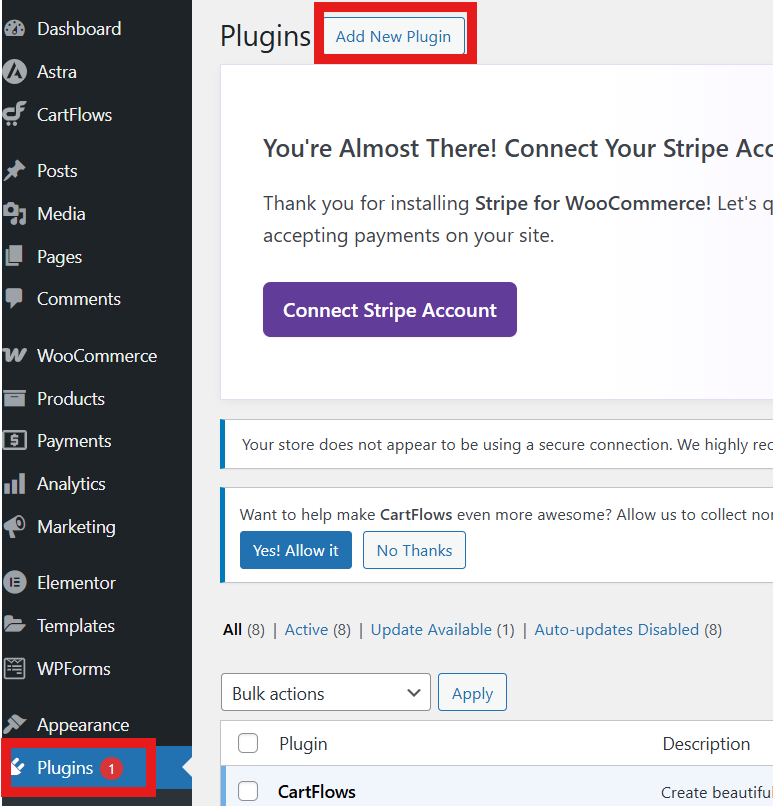 Dashboard
Astra
CartFlows
Posts
Media
Pages
Comments
WooCommerce
Products
Payments
Analytics
Marketing
Elementor
Templates
WPForms
Appearance
Plugins 1
Plugins Add New Plugin
You're Almost There! Connect Your Stripe Acc
Thank you for installing Stripe for WooCommerce! Let's q
accepting payments on your site.
Connect Stripe Account
Your store does not appear to be using a secure connection. We highly rec
Want to help make CartFlows even more awesome? Allow us to collect non
Yes! Allow it No Thanks
All (8) | Active (8) | Update Available (1) | Auto-updates Disabled (8)
Bulk actions Apply
Plugin Description
CartFlows Create beautiful